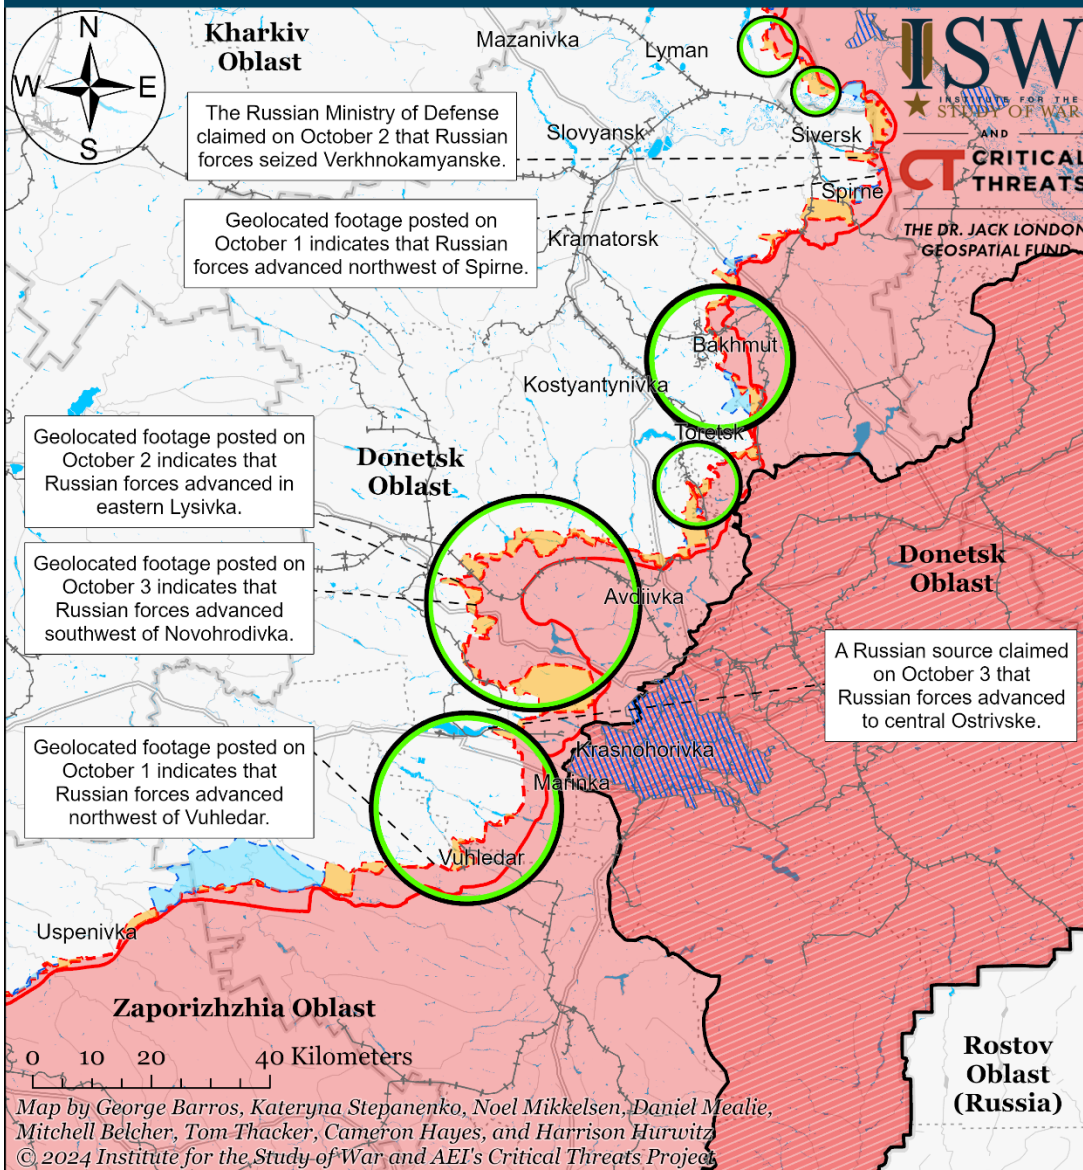 N
W
E
S
Kharkiv
Oblast
Mazanivka
Lyman
ISW
INSTITUTE FOR THE
STUDY OF WAR
AND
CT CRITICAL
THREATS
THE DR. JACK LONDON
GEOSPATIAL FUND
The Russian Ministry of Defense
claimed on October 2 that Russian
forces seized Verkhnokamyanske.
Slovyansk
Siversk
Spirne
Geolocated footage posted on
October 1 indicates that Russian
forces advanced northwest of Spirne.
Kramatorsk
Bakhmut
Kostyantynivka
Toretsk
Geolocated footage posted on
October 2 indicates that
Russian forces advanced in
eastern Lysivka.
Donetsk
Oblast
Geolocated footage posted on
October 3 indicates that
Russian forces advanced
southwest of Novohrodivka.
Avdiivka
Donetsk
Oblast
A Russian source claimed
on October 3 that
Russian forces advanced
to central Ostrivske.
Geolocated footage posted on
October 1 indicates that
Russian forces advanced
northwest of Vuhledar.
Krasnohorivka
Marinka
Vuhledar
Uspenivka
Zaporizhzhia Oblast
0 10 20 40 Kilometers
Rostov
Oblast
(Russia)
Map by George Barros, Kateryna Stepanenko, Noel Mikkelsen, Daniel Mealie,
Mitchell Belcher, Tom Thacker, Cameron Hayes, and Harrison Hurwitz
© 2024 Institute for the Study of War and AEI's Critical Threats Project